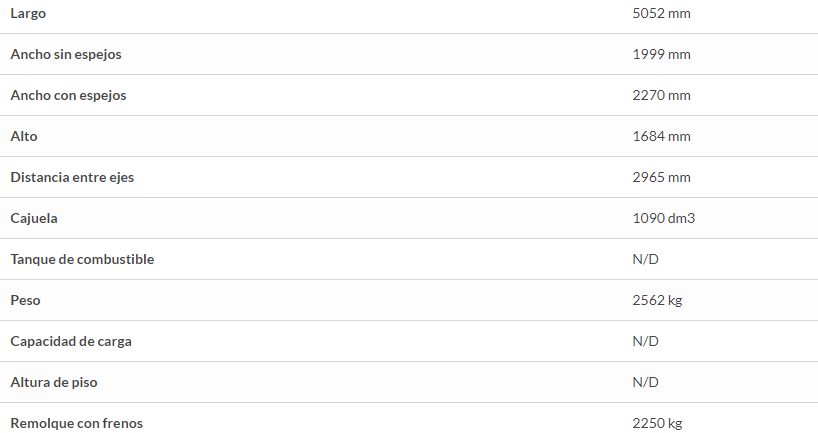 Largo 5052 mm
Ancho sin espejos 1999 mm
Ancho con espejos 2270 mm
Alto 1684 mm
Distancia entre ejes 2965 mm
Cajuela 1090 dm3
Tanque de combustible N/D
Peso 2562 kg
Capacidad de carga N/D
Altura de piso N/D
Remolque con frenos 2250 kg